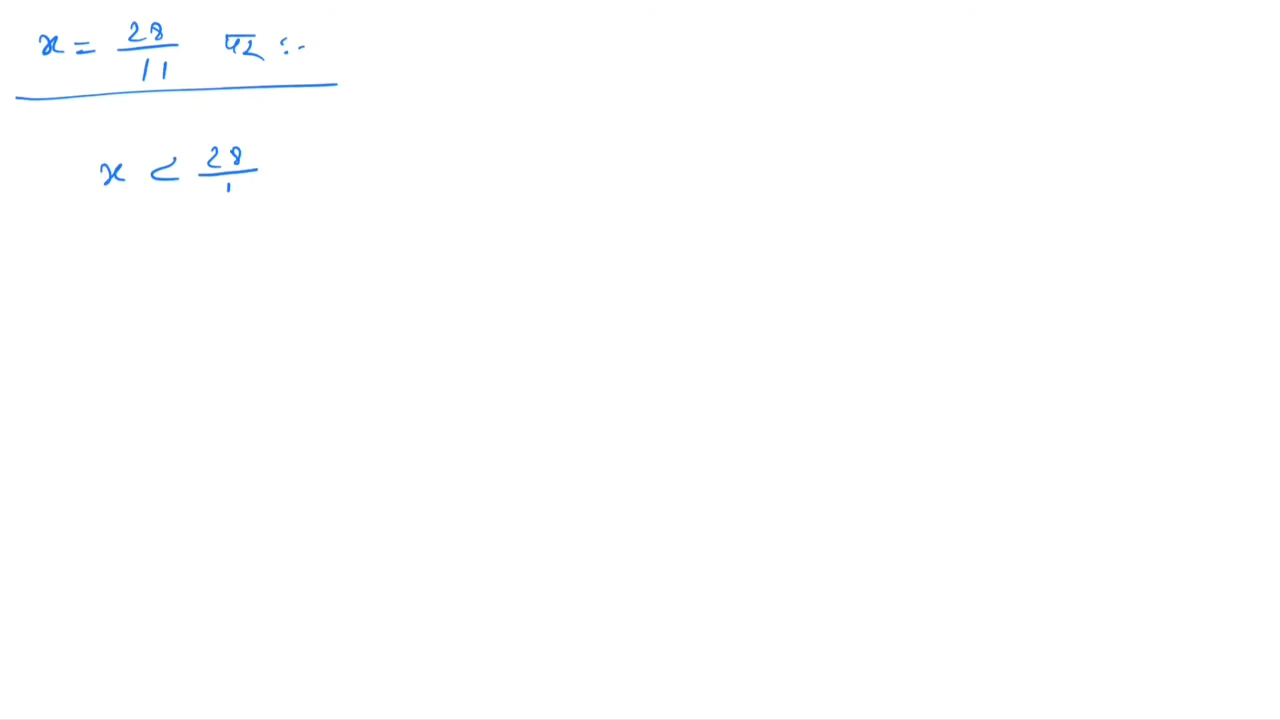 x = 28/11 पर :-
x < 28/1